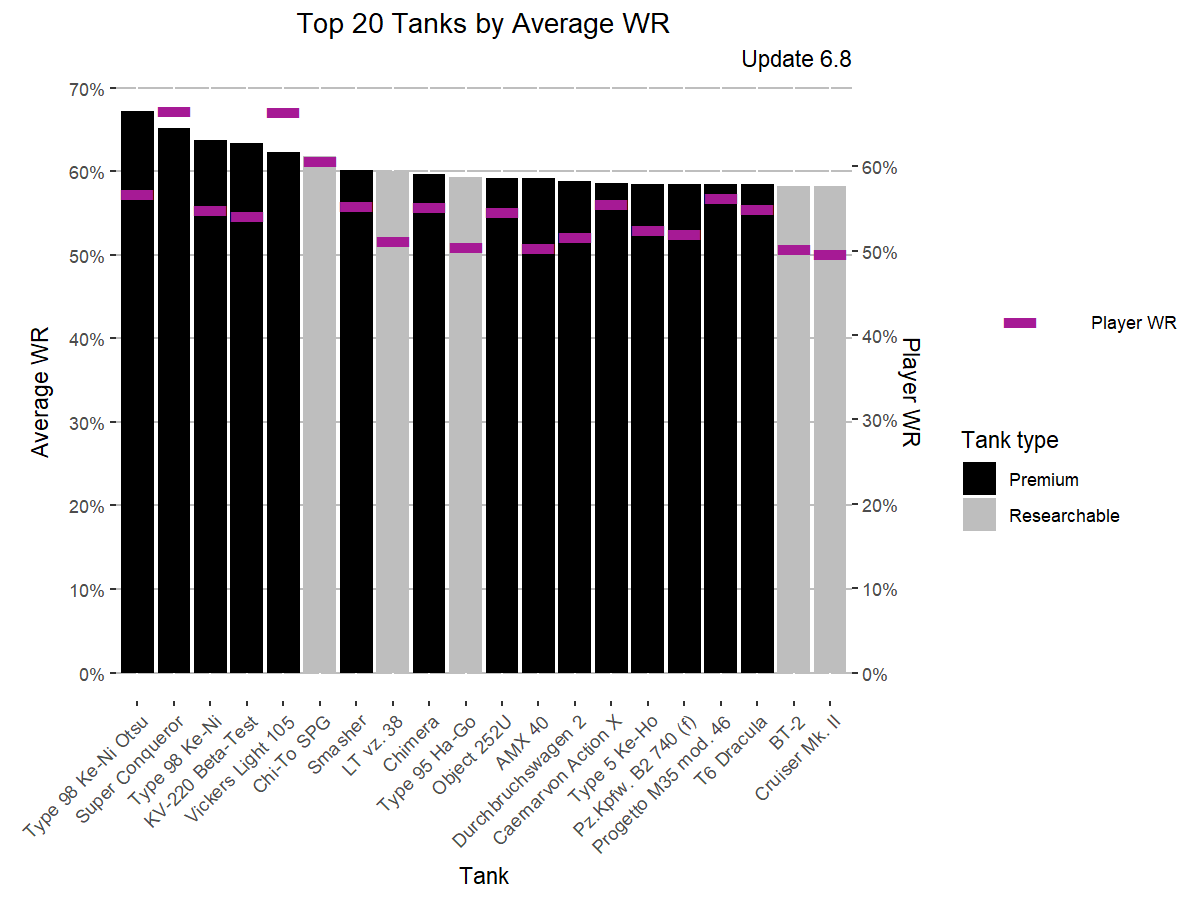 Top 20 Tanks by Average WR
Update 6.8
70%
60%
50%
40%
30%
20%
10%
0%
Average WR
60%
50%
40%
30%
20%
10%
0%
Player WR
Type 98 Ke-Ni Otsu
Super Conqueror
Type 98 Ke-Ni
KV-220 Beta-Test
Vickers Light 105
Chi-To SPG
Smasher
LT vz. 38
Chimera
Type 95 Ha-Go
Object 252U
AMX 40
Durchbruchswagen 2
Caernarvon Action X
Type 5 Ke-Ho
Pz.Kpfw. B2 740 (f)
Progetto M35 mod. 46
T6 Dracula
BT-2
Cruiser Mk. II
Tank
Player WR
Tank type
Premium
Researchable